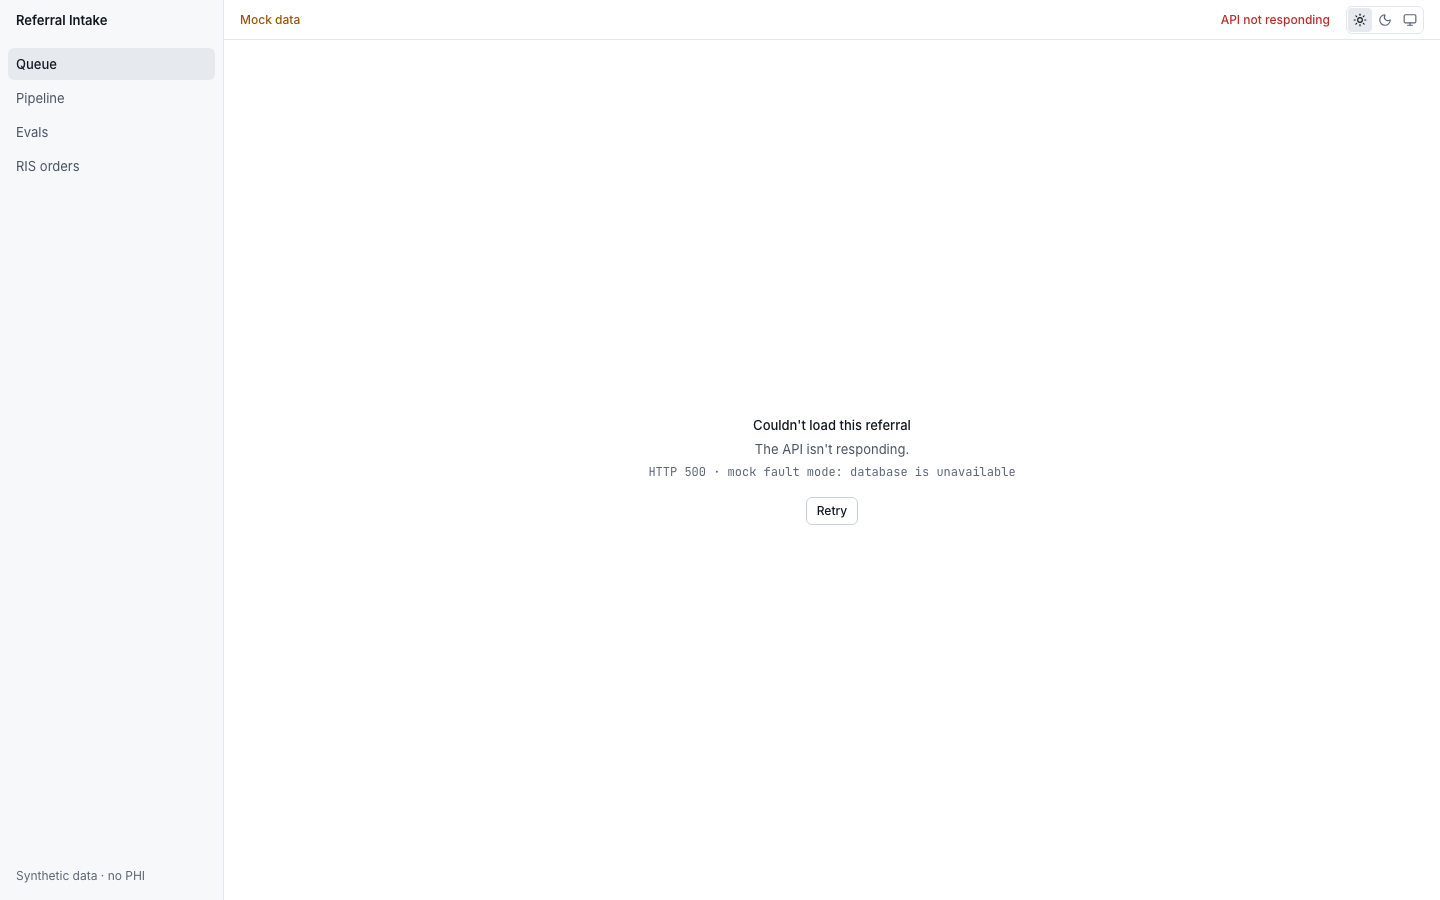 Referral Intake
Mock data
API not responding
Queue
Pipeline
Evals
RIS orders
Couldn't load this referral
The API isn't responding.
HTTP 500 · mock fault mode: database is unavailable
Retry
Synthetic data · no PHI